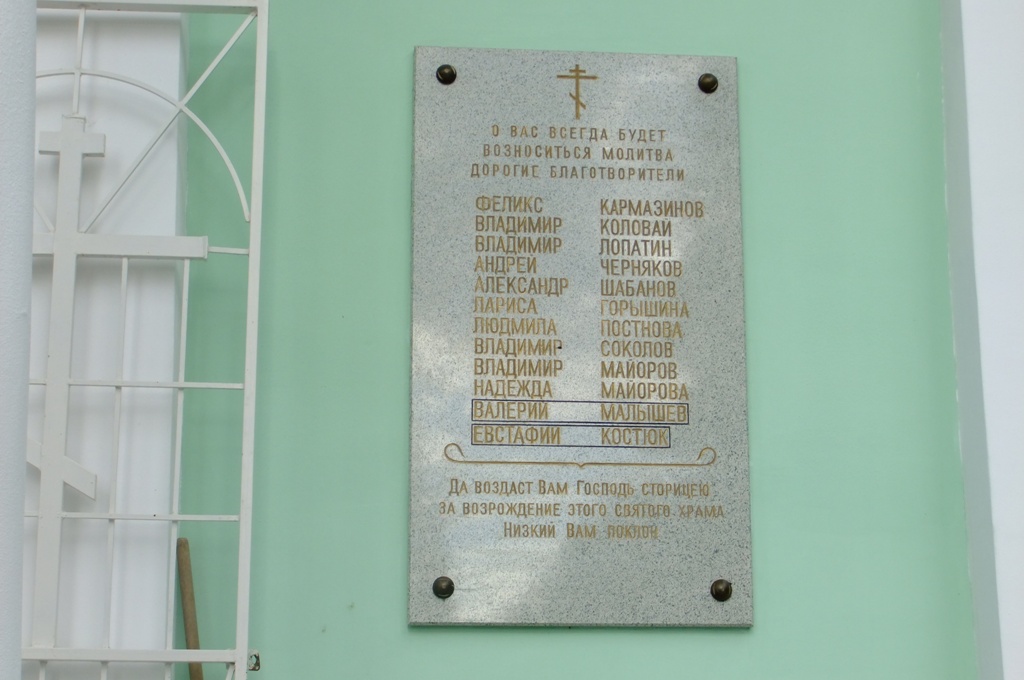 О ВАС ВСЕГДА БУДЕТ
ВОЗНОСИТЬСЯ МОЛИТВА
ДОРОГИЕ БЛАГОТВОРИТЕЛИ
ФЕЛИКС КАРМАЗИНОВ
ВЛАДИМИР КОЛОВАЙ
ВЛАДИМИР ЛОПАТИН
АНДРЕЙ ЧЕРНЯКОВ
АЛЕКСАНДР ШАБАНОВ
ЛАРИСА ГОРЫШИНА
ЛЮДМИЛА ПОСТНОВА
ВЛАДИМИР СОКОЛОВ
ВЛАДИМИР МАЙОРОВ
НАДЕЖДА МАЙОРОВА
ВАЛЕРИЙ МАЛЫШЕВ
ЕВСТАФИЙ КОСТЮК
ДА ВОЗДАСТ ВАМ ГОСПОДЬ СТОРИЦЕЮ
ЗА ВОЗРОЖДЕНИЕ ЭТОГО СВЯТОГО ХРАМА
НИЗКИЙ ВАМ ПОКЛОН